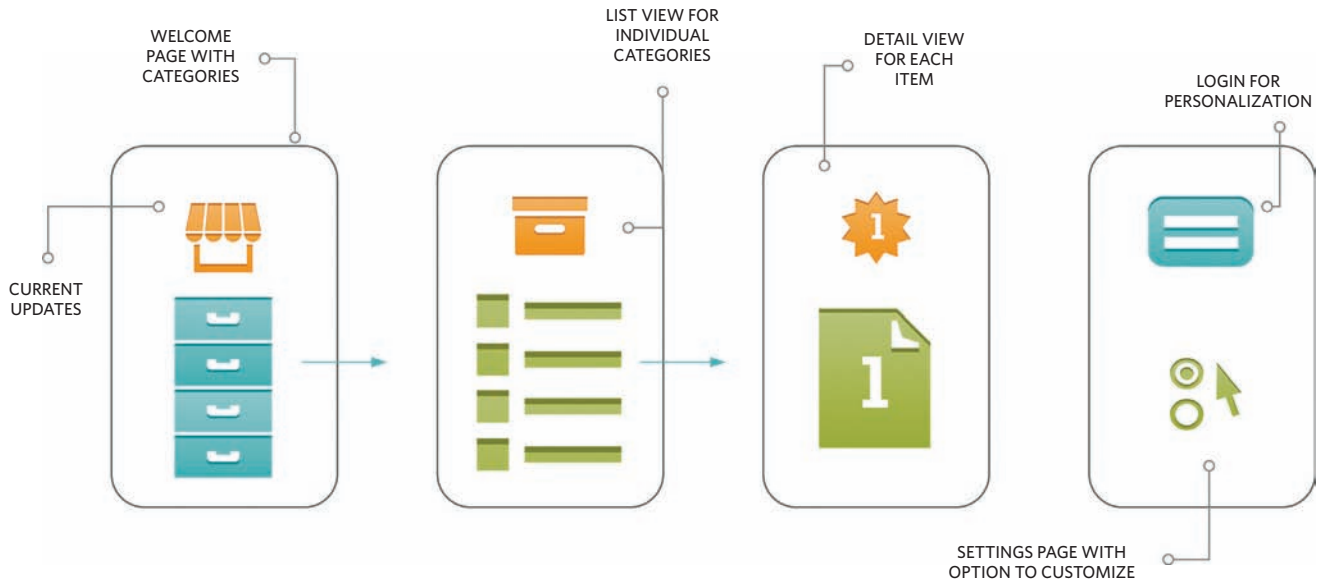 WELCOME
PAGE WITH
CATEGORIES
LIST VIEW FOR
INDIVIDUAL
CATEGORIES
DETAIL VIEW
FOR EACH
ITEM
LOGIN FOR
PERSONALIZATION
CURRENT
UPDATES
1
1
SETTINGS PAGE WITH
OPTION TO CUSTOMIZE